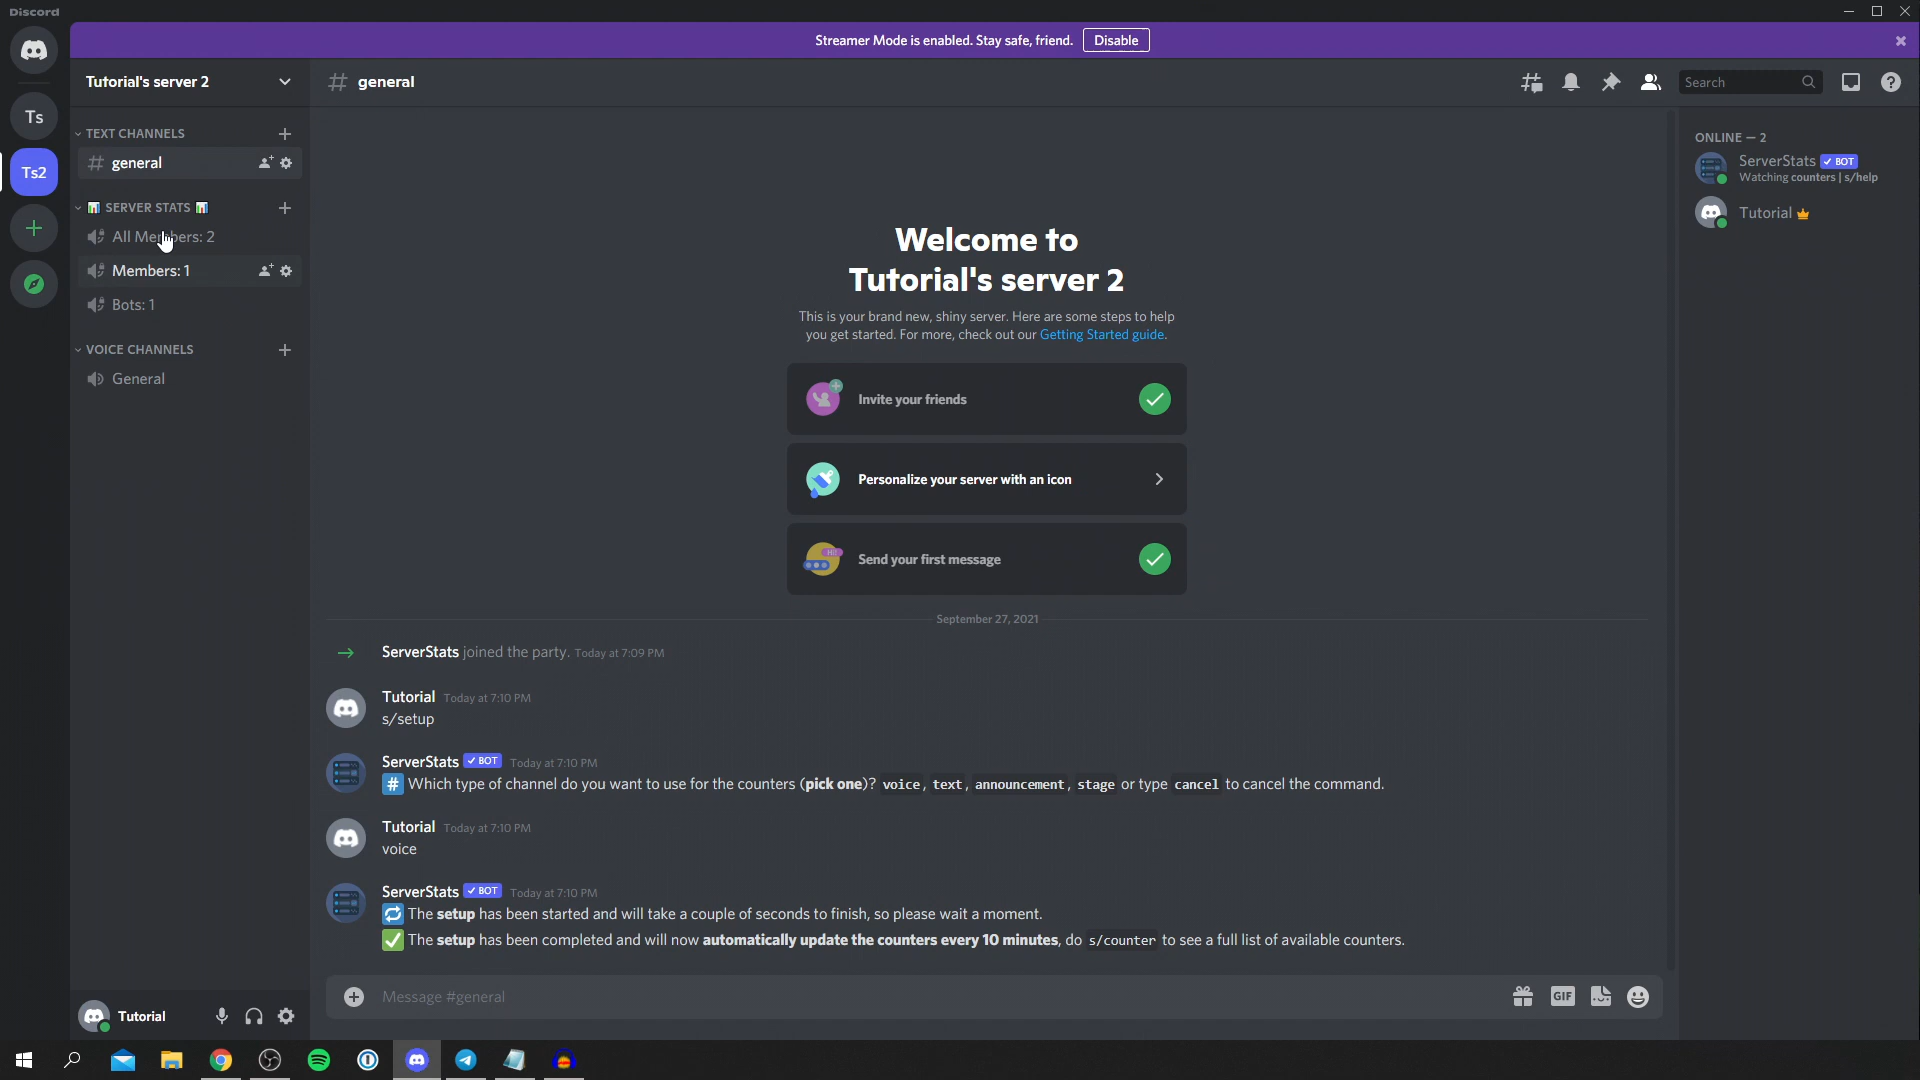 Discord
Streamer Mode is enabled. Stay safe, friend. Disable
Tutorial's server 2
general
Search
Ts
Ts2
TEXT CHANNELS
general
SERVER STATS
All Members: 2
Members: 1
Bots: 1
VOICE CHANNELS
General
Welcome to
Tutorial's server 2
This is your brand new, shiny server. Here are some steps to help
you get started. For more, check out our Getting Started guide.
Invite your friends
Personalize your server with an icon
Send your first message
September 27, 2021
ServerStats joined the party. Today at 7:09 PM
Tutorial Today at 7:10 PM
s/setup
ServerStats ✓ BOT Today at 7:10 PM
# Which type of channel do you want to use for the counters (pick one)? voice, text, announcement, stage or type cancel to cancel the command.
Tutorial Today at 7:10 PM
voice
ServerStats ✓ BOT Today at 7:10 PM
The setup has been started and will take a couple of seconds to finish, so please wait a moment.
The setup has been completed and will now automatically update the counters every 10 minutes, do s/counter to see a full list of available counters.
Message #general
GIF
ONLINE — 2
ServerStats ✓ BOT
Watching counters | s/help
Tutorial
Tutorial